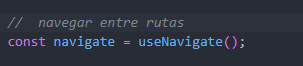 //  navegar entre rutas
const navigate = useNavigate();